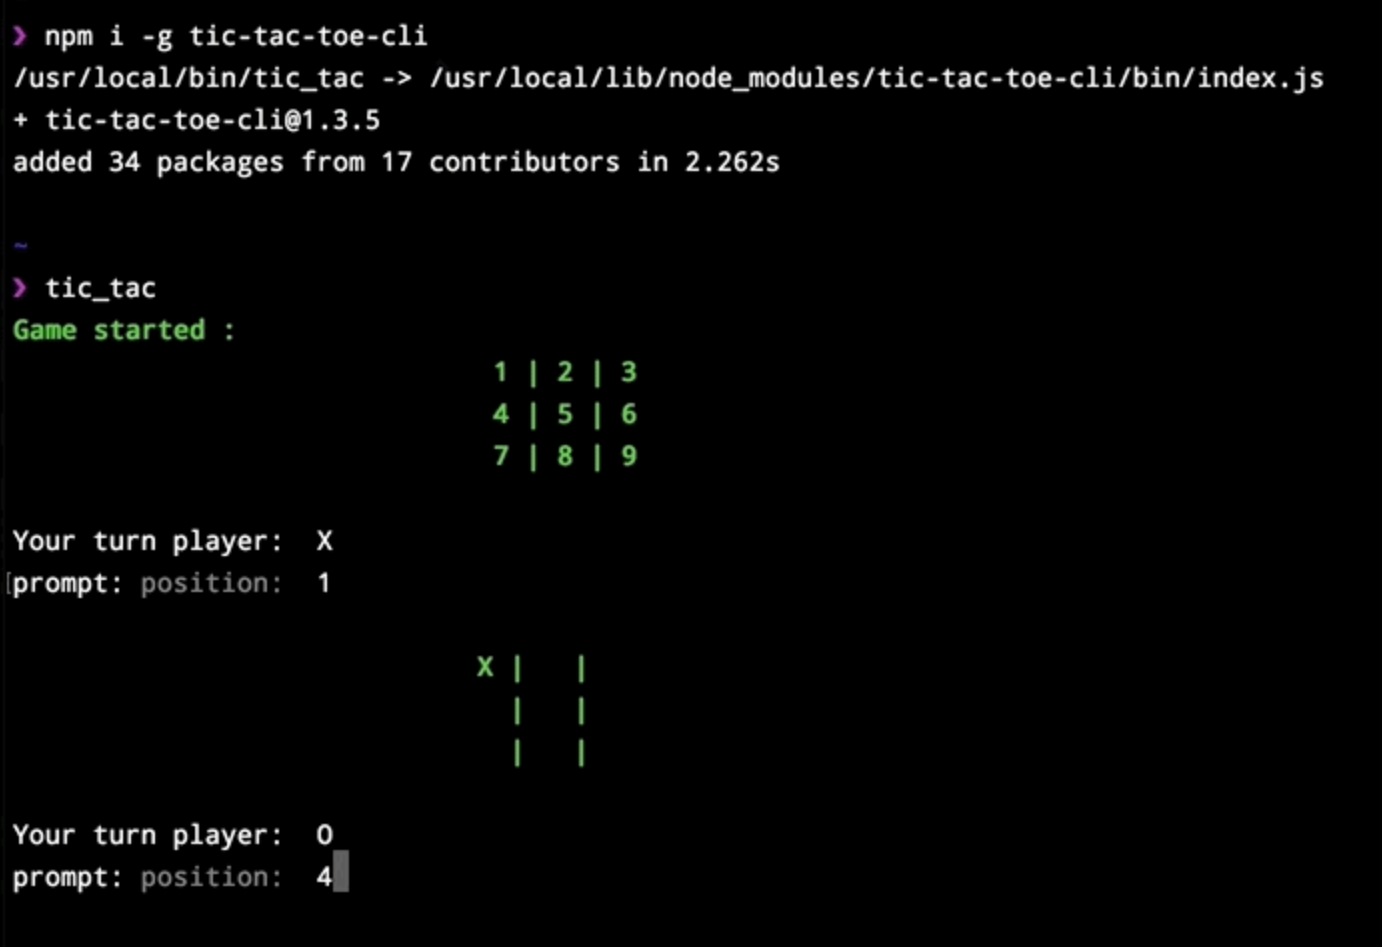 ❯ npm i -g tic-tac-toe-cli
/usr/local/bin/tic_tac -> /usr/local/lib/node_modules/tic-tac-toe-cli/bin/index.js
+ tic-tac-toe-cli@1.3.5
added 34 packages from 17 contributors in 2.262s
~
❯ tic_tac
Game started :
1 | 2 | 3
4 | 5 | 6
7 | 8 | 9
Your turn player:  X
[prompt: position:  1
X |   |
|   |
|   |
Your turn player:  O
prompt: position:  4